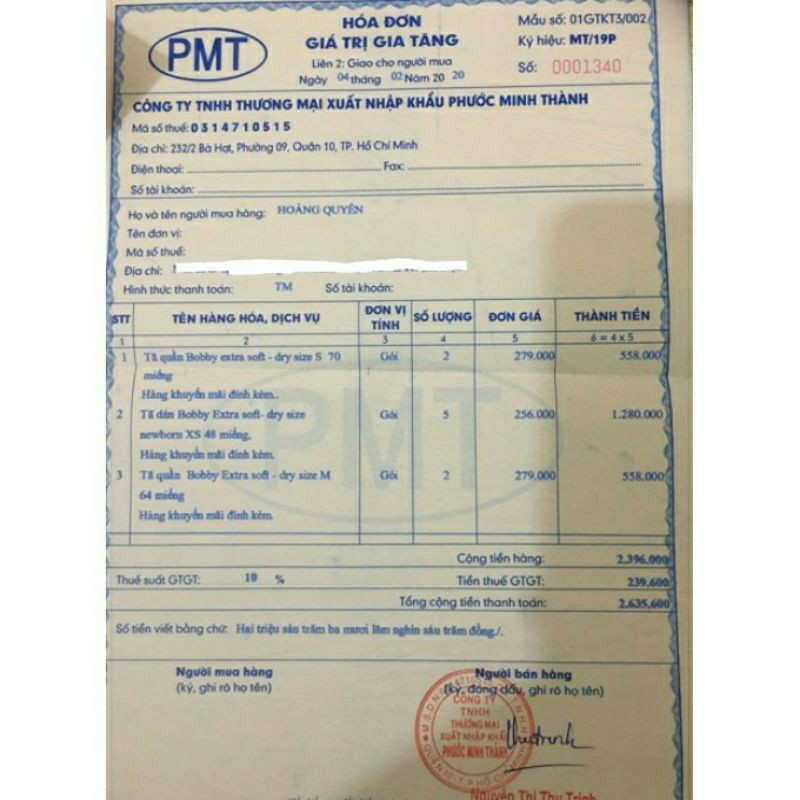 PMT
HÓA ĐƠN
GIÁ TRỊ GIA TĂNG
Liên 2: Giao cho người mua
Ngày 04 tháng 02 Năm 20 20
Mẫu số: 01GTKT3/002
Ký hiệu: MT/19P
Số: 0001340
CÔNG TY TNHH THƯƠNG MẠI XUẤT NHẬP KHẨU PHƯỚC MINH THÀNH
Mã số thuế: 0314710515
Địa chỉ: 232/2 Bà Hạt, Phường 09, Quận 10, TP. Hồ Chí Minh
Điện thoại: Fax:
Số tài khoản:
Họ và tên người mua hàng: HOÀNG QUYÊN
Tên đơn vị:
Mã số thuế:
Địa chỉ:
Hình thức thanh toán: TM Số tài khoản:
STT TÊN HÀNG HÓA, DỊCH VỤ ĐƠN VỊ TÍNH SỐ LƯỢNG ĐƠN GIÁ THÀNH TIỀN
1 2 3 4 5 6 = 4 x 5
1 Tã quần Bobby extra soft - dry size S 70 Gói 2 279.000 558.000
miếng
Hàng khuyến mãi đính kèm..
2 Tã dán Bobby Extra soft- dry size Gói 5 256.000 1.280.000
newborn XS 48 miếng,
Hàng khuyến mãi đính kèm.
3 Tã quần Bobby Extra soft - dry size M Gói 2 279.000 558.000
64 miếng
Hàng khuyến mãi đính kèm.
PMT
Cộng tiền hàng: 2.396.000
Thuế suất GTGT: 10 % Tiền thuế GTGT: 239.600
Tổng cộng tiền thanh toán: 2.635.600
Số tiền viết bằng chữ: Hai triệu sáu trăm ba mươi lăm nghìn sáu trăm đồng./.
Người mua hàng
(ký, ghi rõ họ tên)
Người bán hàng
(ký, đóng dấu, ghi rõ họ tên)
CÔNG TY
TNHH
THƯƠNG MẠI
XUẤT NHẬP KHẨU
PHƯỚC MINH THÀNH
Nguyễn Thị Thu Trinh